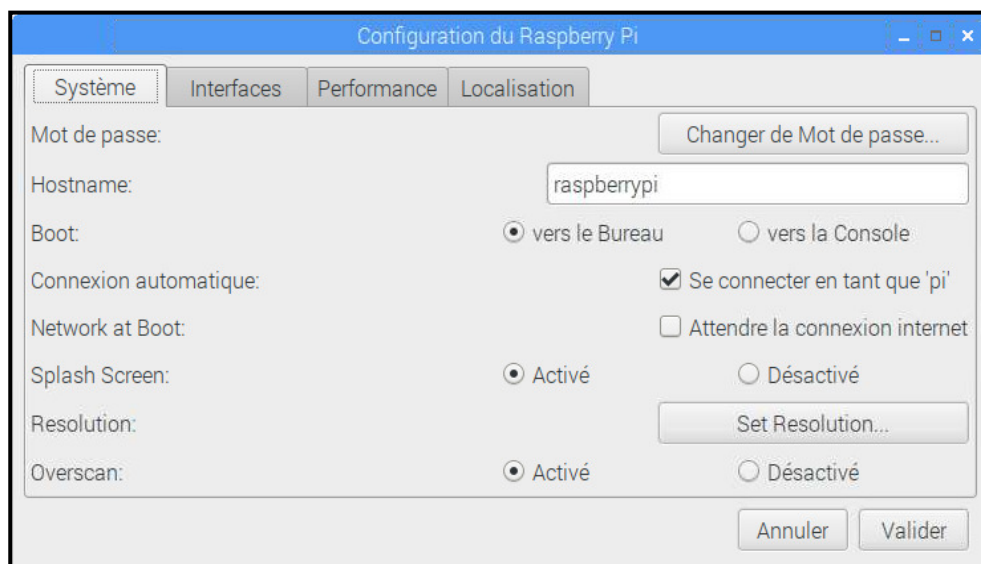 Configuration du Raspberry Pi
Système Interfaces Performance Localisation
Mot de passe: Changer de Mot de passe...
Hostname: raspberrypi
Boot: vers le Bureau vers la Console
Connexion automatique: Se connecter en tant que 'pi'
Network at Boot: Attendre la connexion internet
Splash Screen: Activé Désactivé
Resolution: Set Resolution...
Overscan: Activé Désactivé
Annuler Valider